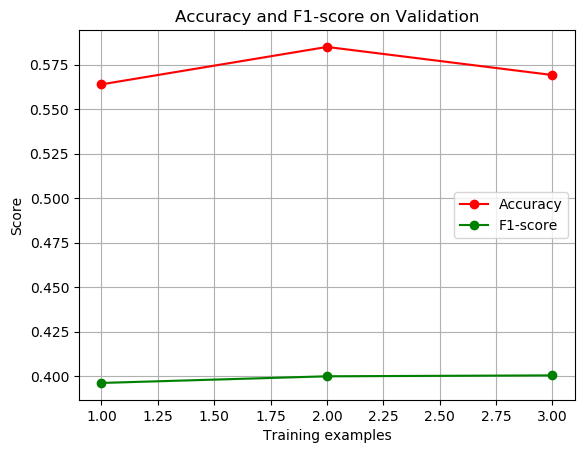 Accuracy and F1-score on Validation
Score
0.575
0.550
0.525
0.500
0.475
0.450
0.425
0.400
Accuracy
F1-score
1.00 1.25 1.50 1.75 2.00 2.25 2.50 2.75 3.00
Training examples